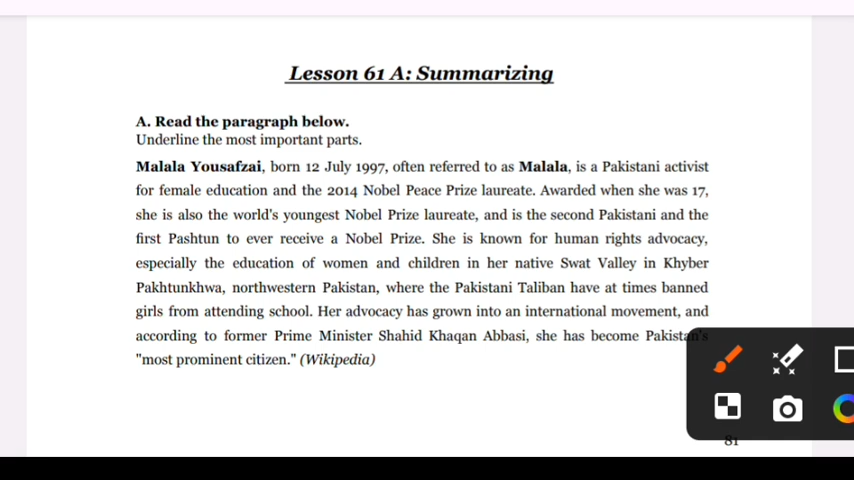 Lesson 61 A: Summarizing
A. Read the paragraph below.
Underline the most important parts.
Malala Yousafzai, born 12 July 1997, often referred to as Malala, is a Pakistani activist
for female education and the 2014 Nobel Peace Prize laureate. Awarded when she was 17,
she is also the world's youngest Nobel Prize laureate, and is the second Pakistani and the
first Pashtun to ever receive a Nobel Prize. She is known for human rights advocacy,
especially the education of women and children in her native Swat Valley in Khyber
Pakhtunkhwa, northwestern Pakistan, where the Pakistani Taliban have at times banned
girls from attending school. Her advocacy has grown into an international movement, and
according to former Prime Minister Shahid Khaqan Abbasi, she has become Pakistan's
"most prominent citizen." (Wikipedia)
81